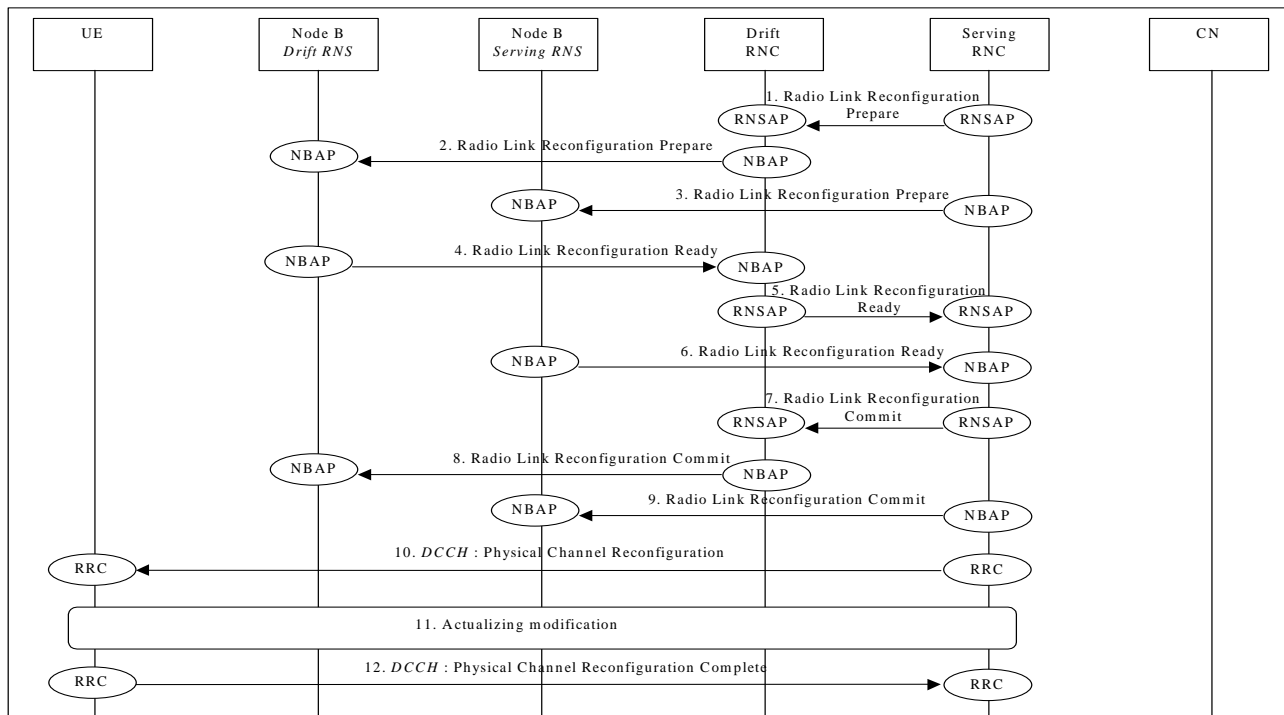 UE
Node B
Drift RNS
Node B
Serving RNS
Drift
RNC
Serving
RNC
CN
1. Radio Link Reconfiguration
Prepare
RNSAP
RNSAP
2. Radio Link Reconfiguration Prepare
NBAP
NBAP
3. Radio Link Reconfiguration Prepare
NBAP
NBAP
4. Radio Link Reconfiguration Ready
NBAP
NBAP
5. Radio Link Reconfiguration
Ready
RNSAP
RNSAP
6. Radio Link Reconfiguration Ready
NBAP
NBAP
7. Radio Link Reconfiguration
Commit
RNSAP
RNSAP
8. Radio Link Reconfiguration Commit
NBAP
NBAP
9. Radio Link Reconfiguration Commit
NBAP
NBAP
10. DCCH : Physical Channel Reconfiguration
RRC
RRC
11. Actualizing modification
12. DCCH : Physical Channel Reconfiguration Complete
RRC
RRC